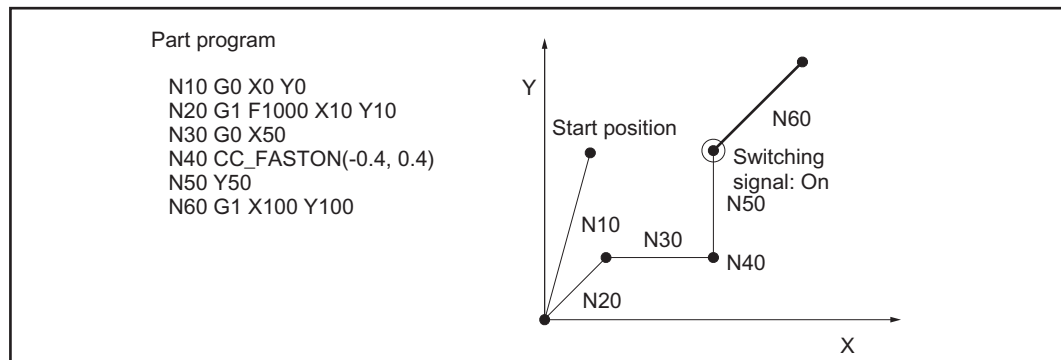 Part program
N10 G0 X0 Y0
N20 G1 F1000 X10 Y10
N30 G0 X50
N40 CC_FASTON(-0.4, 0.4)
N50 Y50
N60 G1 X100 Y100
Y
Start position
N60
Switching
signal: On
N50
N10
N30
N40
N20
X